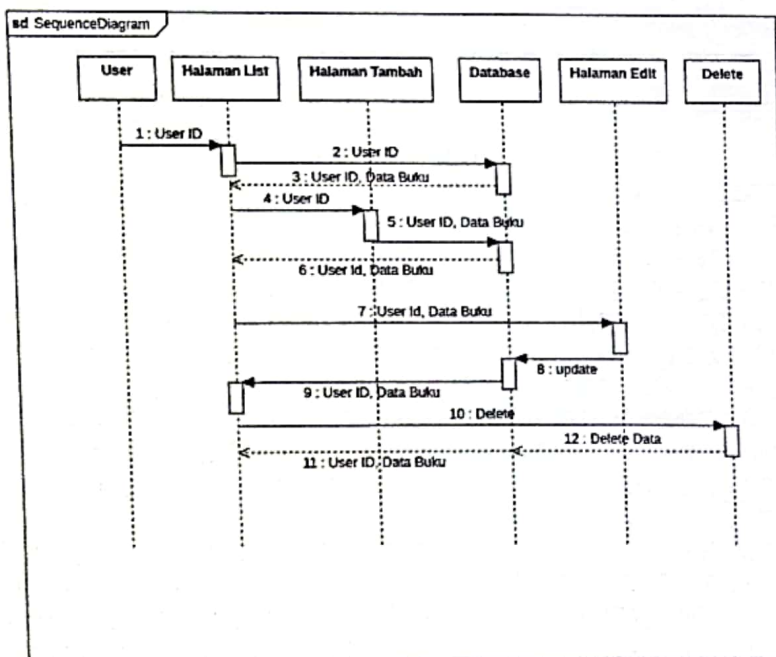 sd SequenceDiagram
User
Halaman List
Halaman Tambah
Database
Halaman Edit
Delete
1 : User ID
2 : User ID
3 : User ID, Data Buku
4 : User ID
5 : User ID, Data Buku
6 : User Id, Data Buku
7 : User Id, Data Buku
8 : update
9 : User ID, Data Buku
10 : Delete
12 : Delete Data
11 : User ID, Data Buku